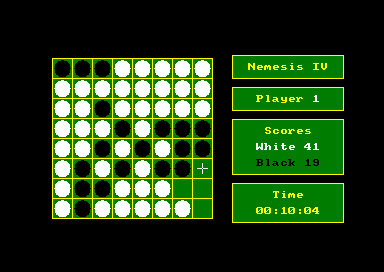 Nemesis IV
Player 1
Scores
White 41
Black 19
Time
00:10:04